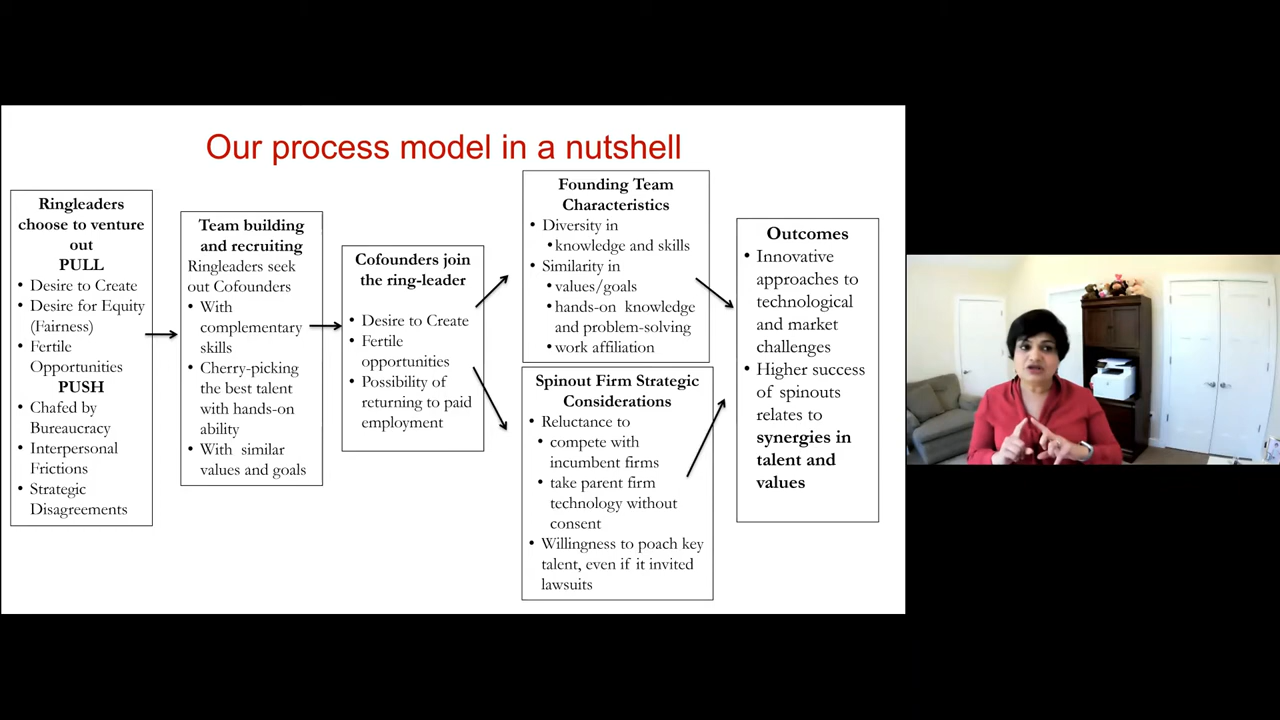 Our process model in a nutshell
Ringleaders
choose to venture
out
PULL
• Desire to Create
• Desire for Equity
(Fairness)
• Fertile
Opportunities
PUSH
• Chafed by
Bureaucracy
• Interpersonal
Frictions
• Strategic
Disagreements
Team building
and recruiting
Ringleaders seek
out Cofounders
• With
complementary
skills
• Cherry-picking
the best talent
with hands-on
ability
• With similar
values and goals
Cofounders join
the ring-leader
• Desire to Create
• Fertile
opportunities
• Possibility of
returning to paid
employment
Founding Team
Characteristics
• Diversity in
• knowledge and skills
• Similarity in
• values/goals
• hands-on knowledge
and problem-solving
• work affiliation
Spinout Firm Strategic
Considerations
• Reluctance to
• compete with
incumbent firms
• take parent firm
technology without
consent
• Willingness to poach key
talent, even if it invited
lawsuits
Outcomes
• Innovative
approaches to
technological
and market
challenges
• Higher success
of spinouts
relates to
synergies in
talent and
values